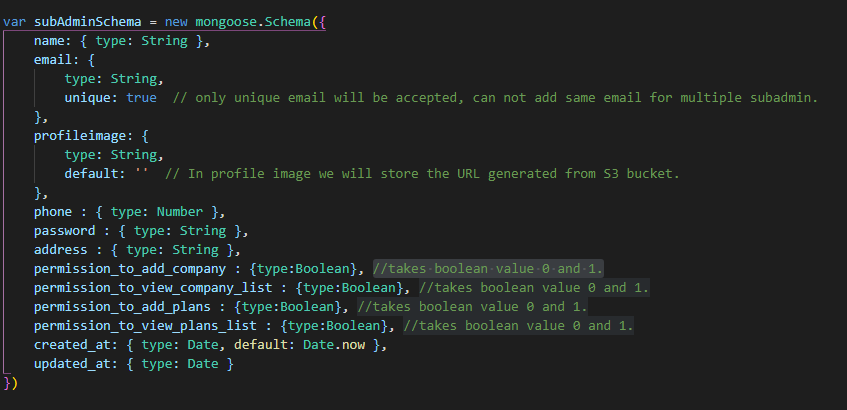 var subAdminSchema = new mongoose.Schema({
    name: { type: String },
    email: {
        type: String,
        unique: true  // only unique email will be accepted, can not add same email for multiple subadmin.
    },
    profileimage: {
        type: String,
        default: ''  // In profile image we will store the URL generated from S3 bucket.
    },
    phone : { type: Number },
    password : { type: String },
    address : { type: String },
    permission_to_add_company : {type:Boolean}, //takes boolean value 0 and 1.
    permission_to_view_company_list : {type:Boolean}, //takes boolean value 0 and 1.
    permission_to_add_plans : {type:Boolean}, //takes boolean value 0 and 1.
    permission_to_view_plans_list : {type:Boolean}, //takes boolean value 0 and 1.
    created_at: { type: Date, default: Date.now },
    updated_at: { type: Date }
})